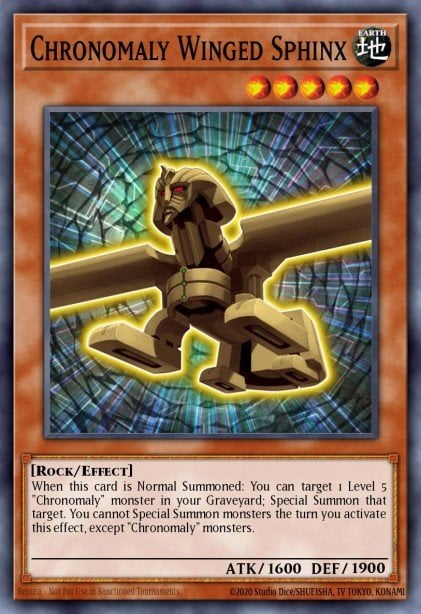 CHRONOMALY WINGED SPHINX
EARTH
地
[ROCK/EFFECT]
When this card is Normal Summoned: You can target 1 Level 5
"Chronomaly" monster in your Graveyard; Special Summon that
target. You cannot Special Summon monsters the turn you activate
this effect, except "Chronomaly" monsters.
ATK/1600 DEF/1900
Replica - Not For Use in Sanctioned Tournaments
©2020 Studio Dice/SHUEISHA, TV TOKYO, KONAMI